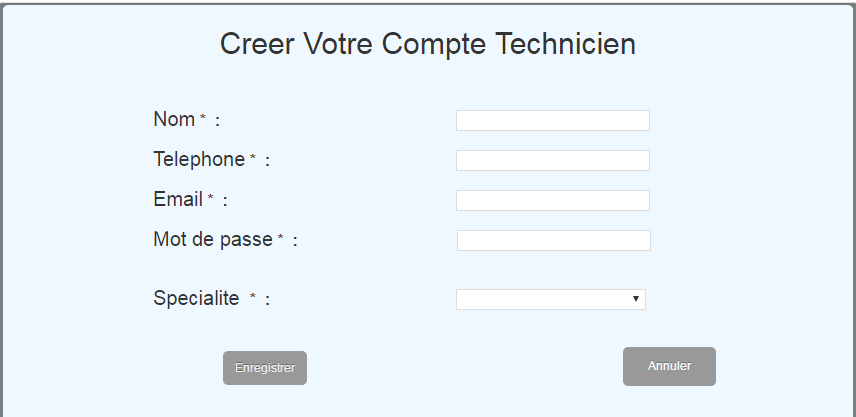 Creer Votre Compte Technicien
Nom * :
Telephone * :
Email * :
Mot de passe * :
Specialite * :
Enregistrer Annuler